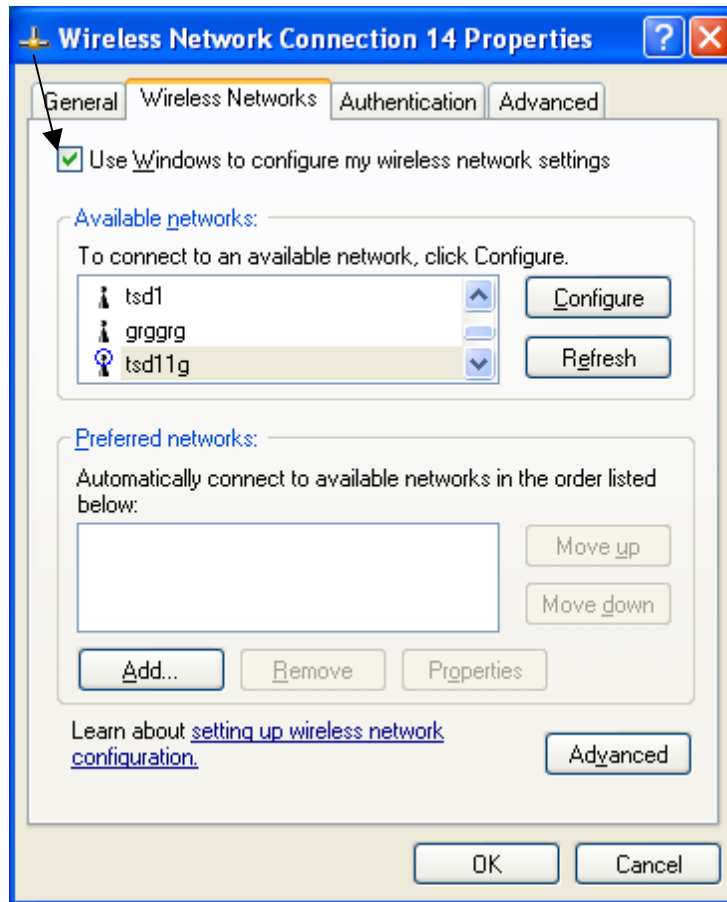 Wireless Network Connection 14 Properties
General Wireless Networks Authentication Advanced
Use Windows to configure my wireless network settings
Available networks:
To connect to an available network, click Configure.
tsd1
grggrg
tsd11g
Configure
Refresh
Preferred networks:
Automatically connect to available networks in the order listed
below:
Move up
Move down
Add... Remove Properties
Learn about setting up wireless network
configuration.
Advanced
OK Cancel